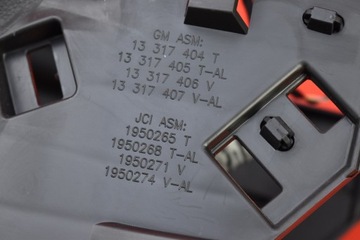 GM ASM:
13 317 404 T
13 317 405 T-AL
13 317 406 V
13 317 407 V-AL
JCI ASM:
1950265 T
1950268 T-AL
1950271 V
1950274 V-AL